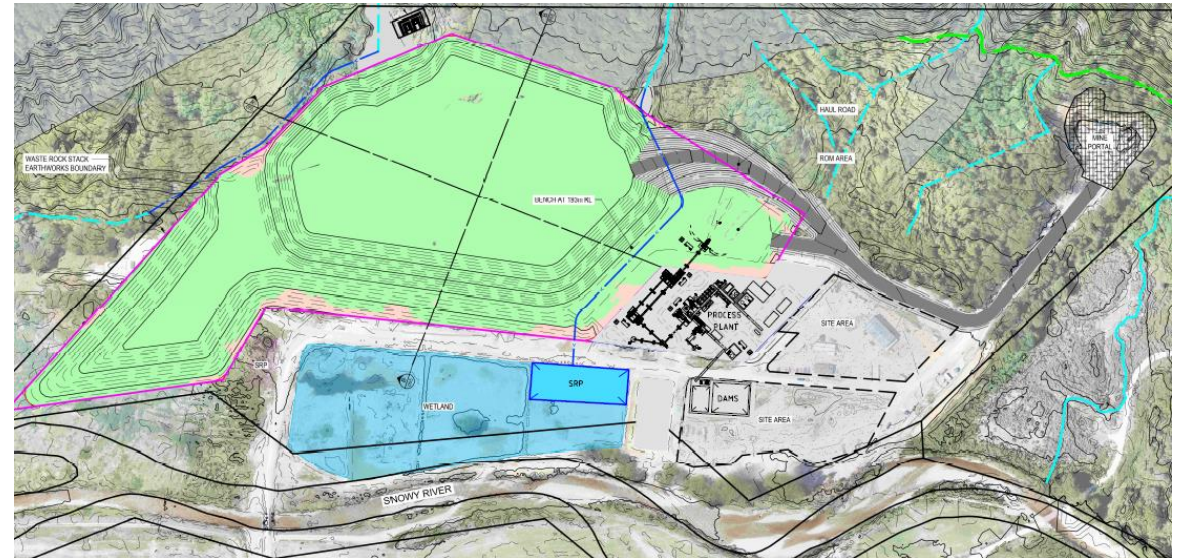 HAUL ROAD
MINE
PORTAL
WASTE ROCK STACK
EARTHWORKS BOUNDARY
ROM AREA
BENCH AT 190m RL
PROCESS
PLANT
SITE AREA
SRP
SRP
DAMS
WETLAND
SITE AREA
SNOWY RIVER